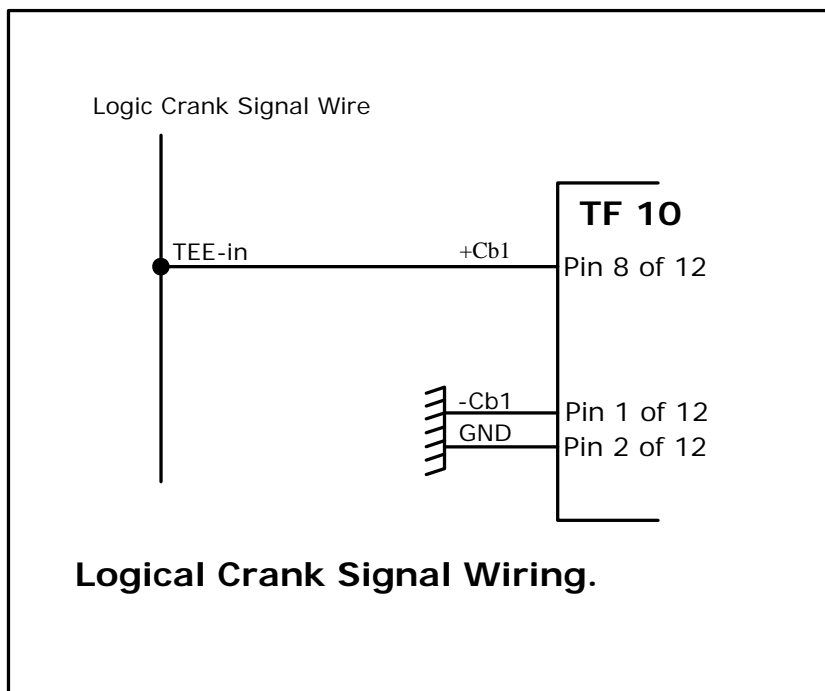 Logic Crank Signal Wire
TF 10
TEE-in
+Cb1
Pin 8 of 12
-Cb1
Pin 1 of 12
GND
Pin 2 of 12
Logical Crank Signal Wiring.